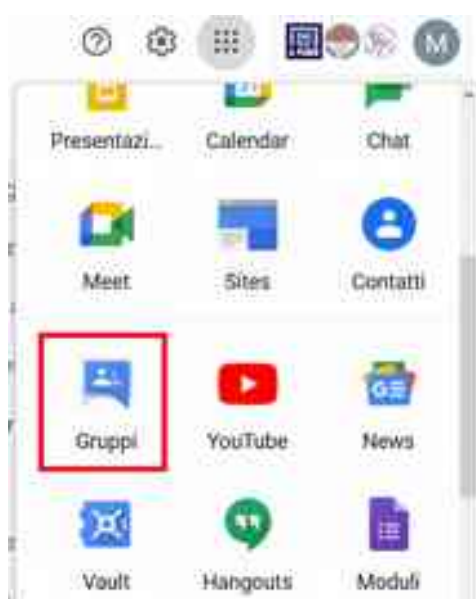 M
Presentazi... Calendar Chat
Meet Sites Contatti
Gruppi YouTube News
Vault Hangouts Moduli